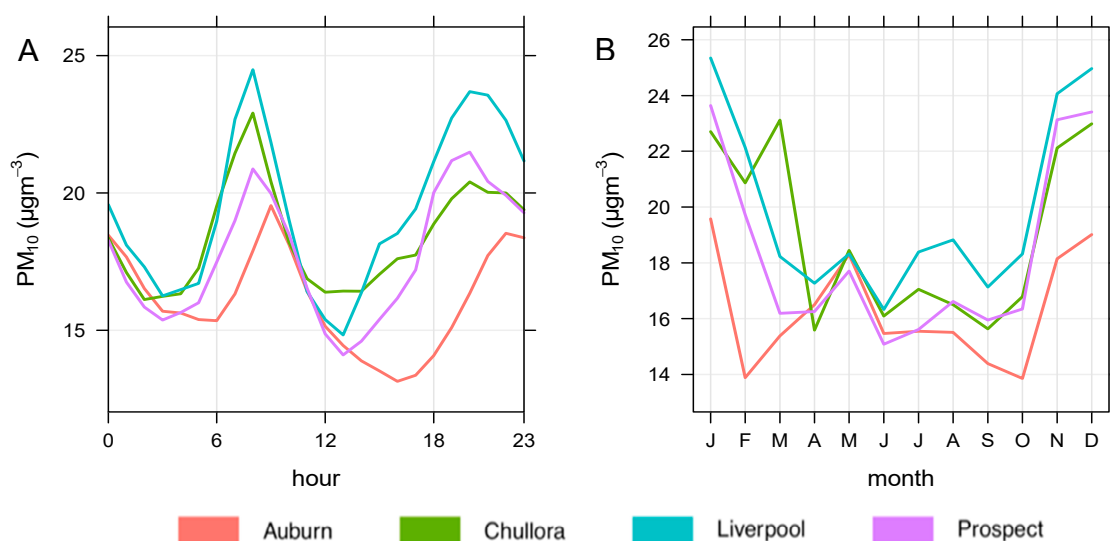 A
PM₁₀ (µgm⁻³)
25
20
15
0 6 12 18 23
hour
B
PM₁₀ (µgm⁻³)
J F M A M J J A S O N D
26
24
22
20
18
16
14
J F M A M J J A S O N D
month
Auburn Chullora Liverpool Prospect